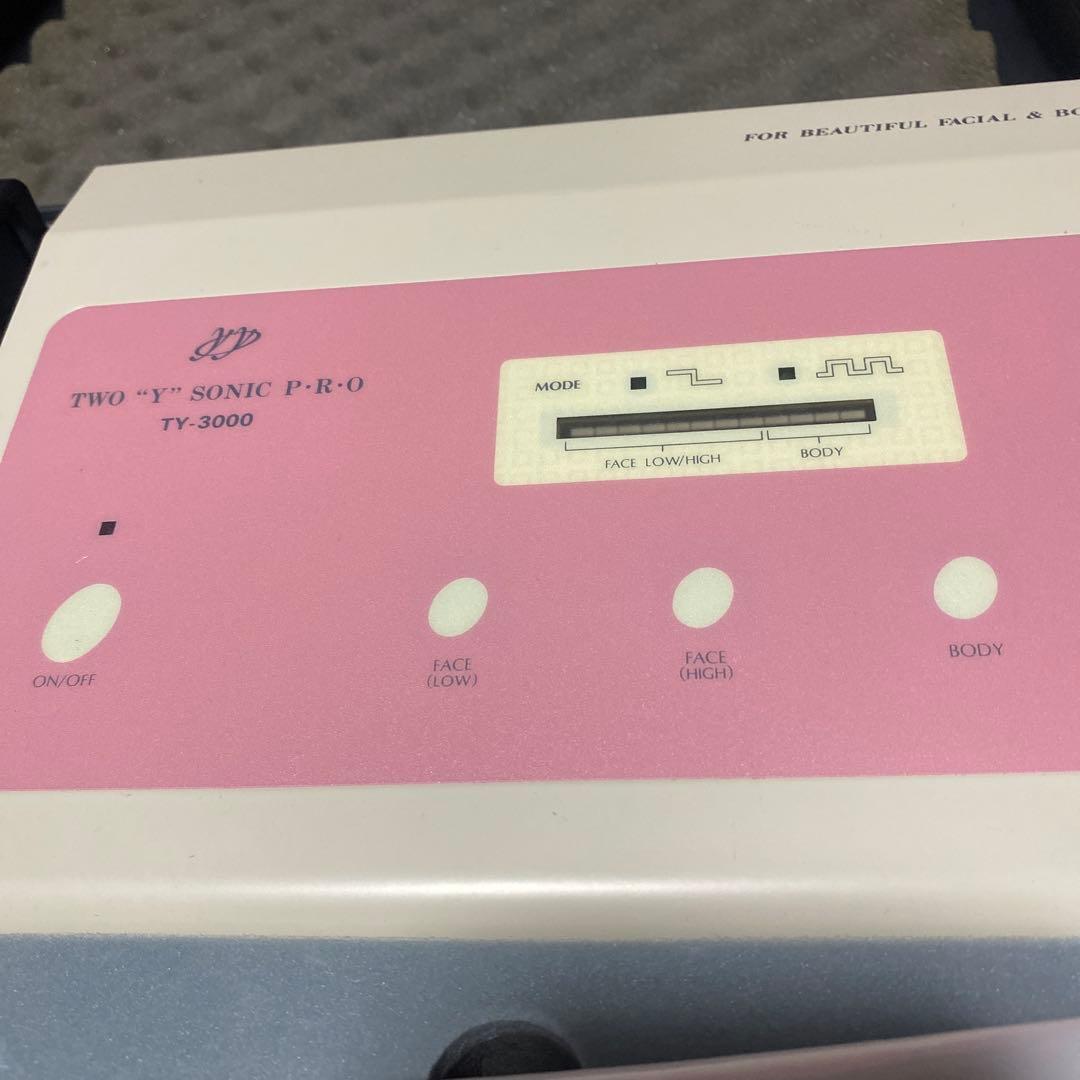 FOR BEAUTIFUL FACIAL & BO
TWO "Y" SONIC P·R·O
TY-3000
MODE
FACE LOW/HIGH
BODY
ON/OFF
FACE
(LOW)
FACE
(HIGH)
BODY